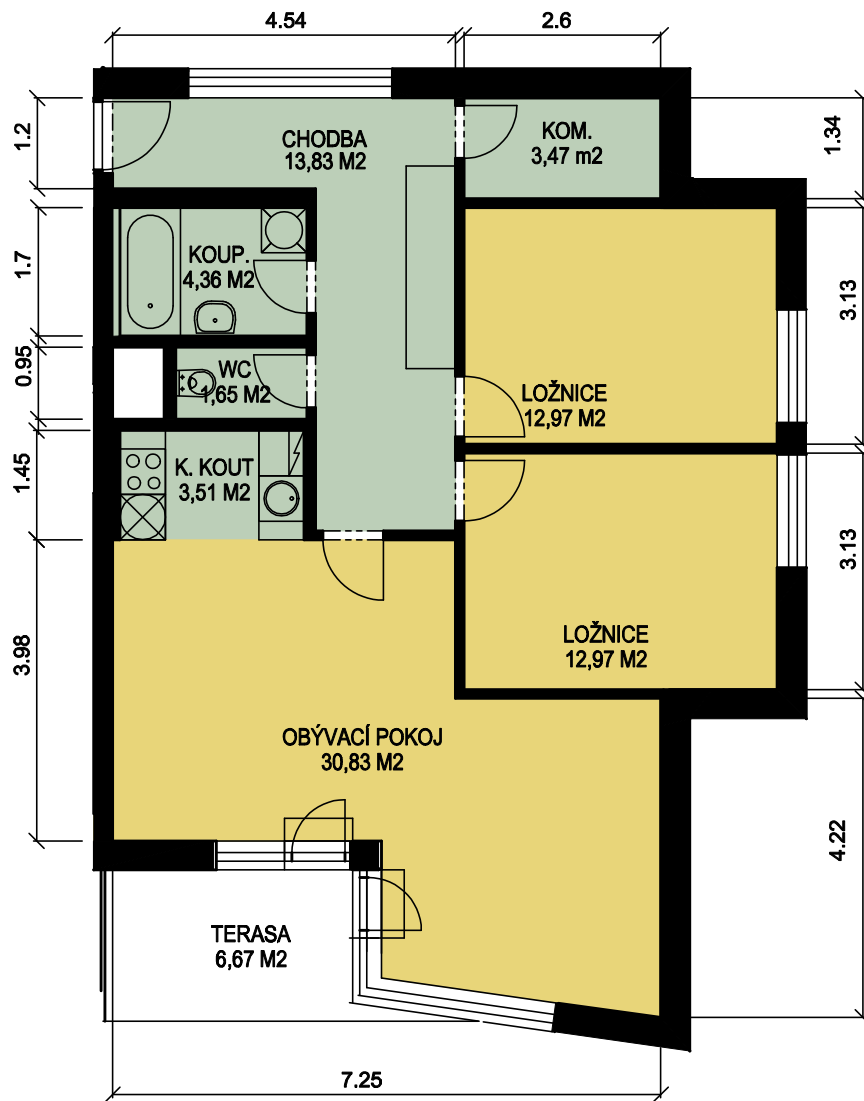 4.54
2.6
1.2
CHODBA
13,83 M2
KOM.
3,47 m2
1.34
1.7
KOUP.
4,36 M2
3.13
0.95
WC
1,65 M2
LOŽNICE
12,97 M2
1.45
K. KOUT
3,51 M2
3.13
3.98
LOŽNICE
12,97 M2
OBÝVACÍ POKOJ
30,83 M2
4.22
TERASA
6,67 M2
7.25